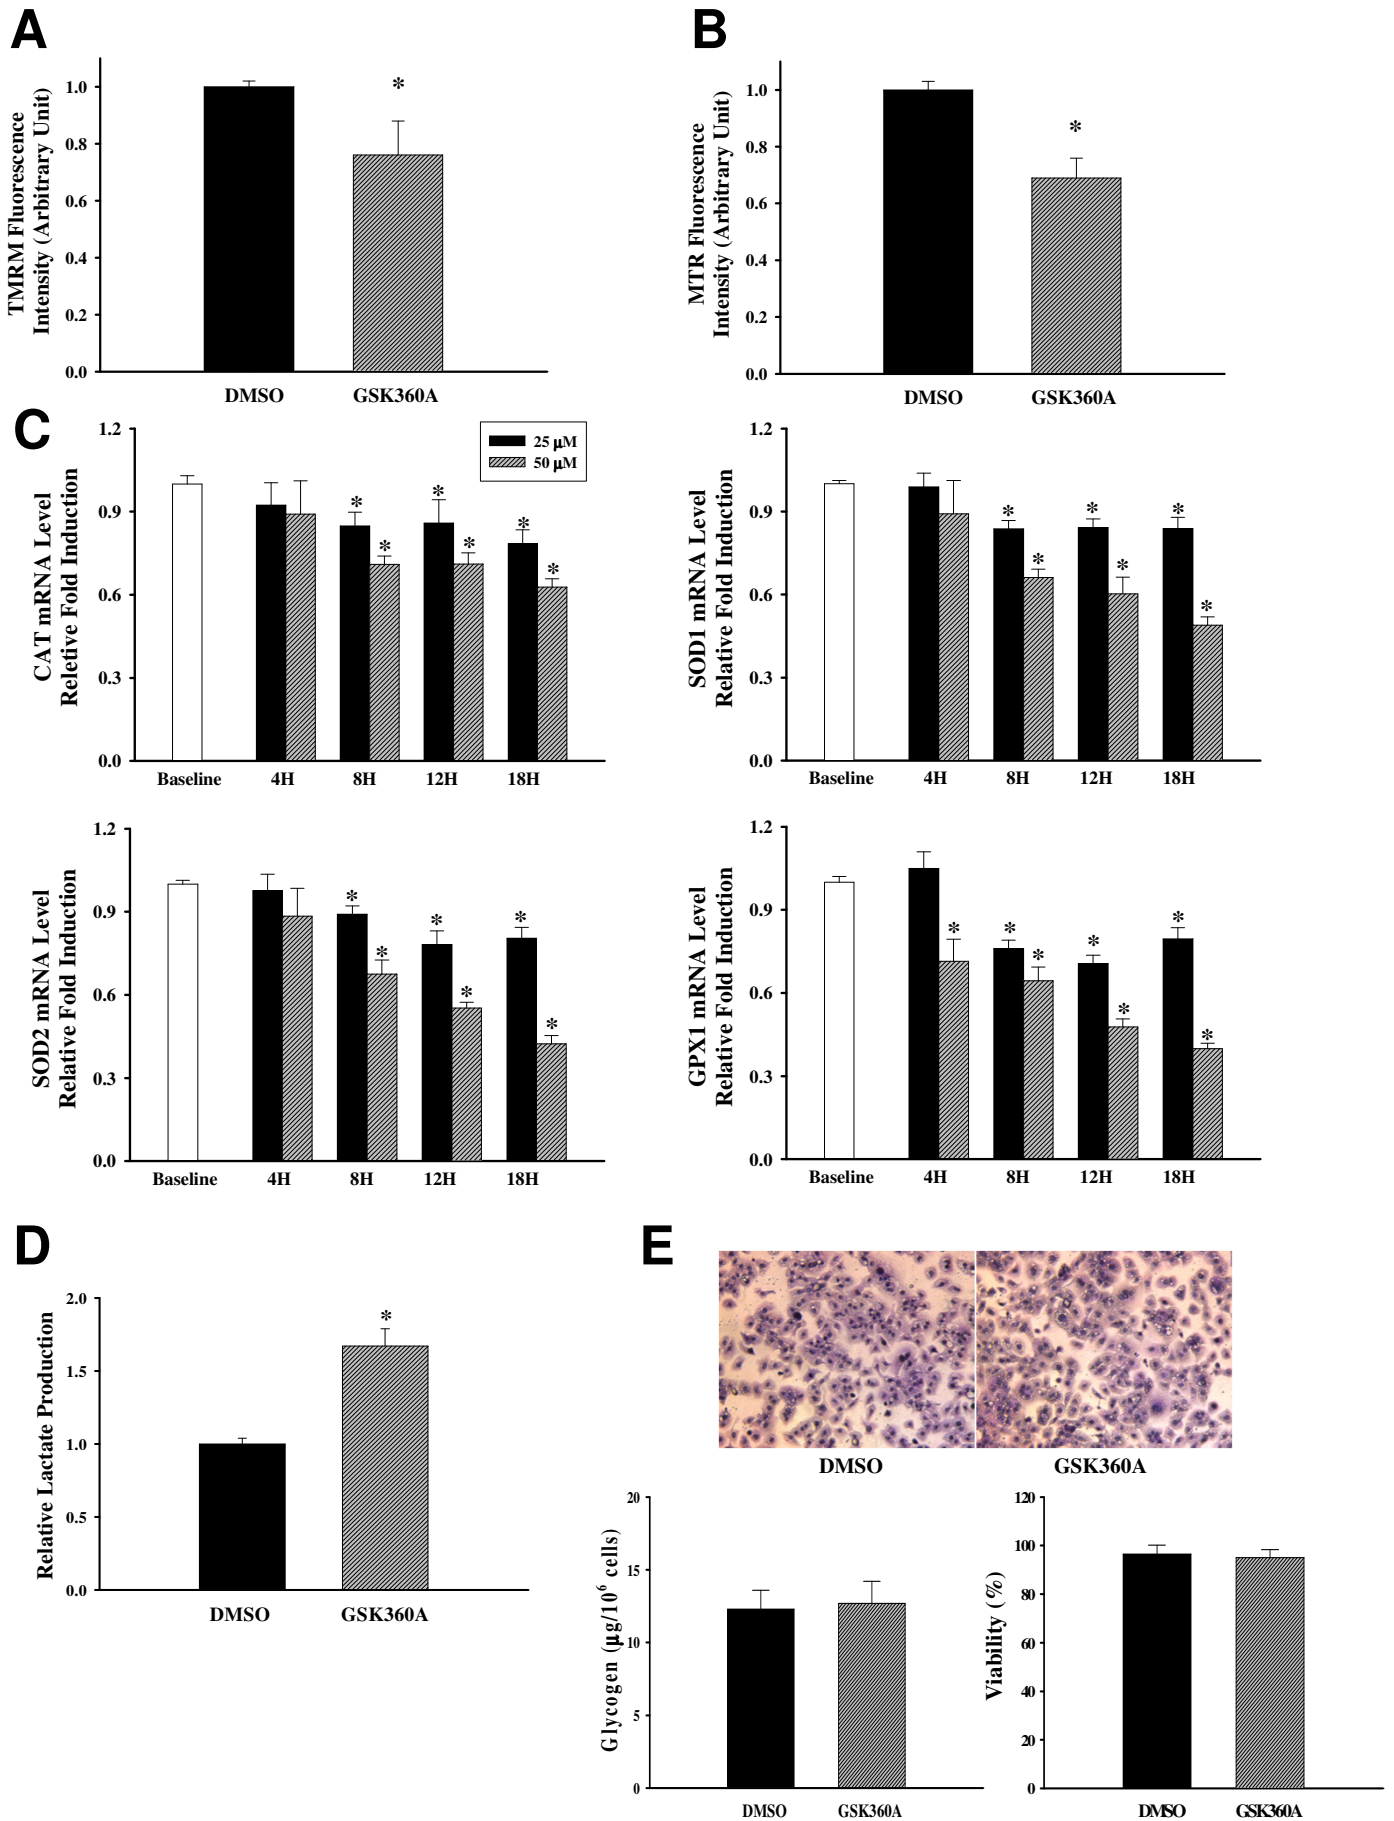 A
TMRM Fluorescence
Intensity (Arbitrary Unit)
1.0
0.8
0.6
0.4
0.2
0.0
*
DMSO
GSK360A
B
MTR Fluorescence
Intensity (Arbitrary Unit)
1.0
0.8
0.6
0.4
0.2
0.0
*
DMSO
GSK360A
C
25 µM
50 µM
CAT mRNA Level
Reletive Fold Induction
1.2
0.9
0.6
0.3
0.0
* * * * * *
Baseline 4H 8H 12H 18H
SOD1 mRNA Level
Relative Fold Induction
1.2
0.9
0.6
0.3
0.0
* * * * * *
Baseline 4H 8H 12H 18H
SOD2 mRNA Level
Relative Fold Induction
1.2
0.9
0.6
0.3
0.0
* * * * * *
Baseline 4H 8H 12H 18H
GPX1 mRNA Level
Relative Fold Induction
1.2
0.9
0.6
0.3
0.0
* * * * * * *
Baseline 4H 8H 12H 18H
D
Relative Lactate Production
2.0
1.5
1.0
0.5
0.0
*
DMSO
GSK360A
E
DMSO
GSK360A
Glycogen (µg/10⁶ cells)
20
15
10
5
0
DMSO
GSK360A
Viability (%)
120
100
80
60
40
20
0
DMSO
GSK360A